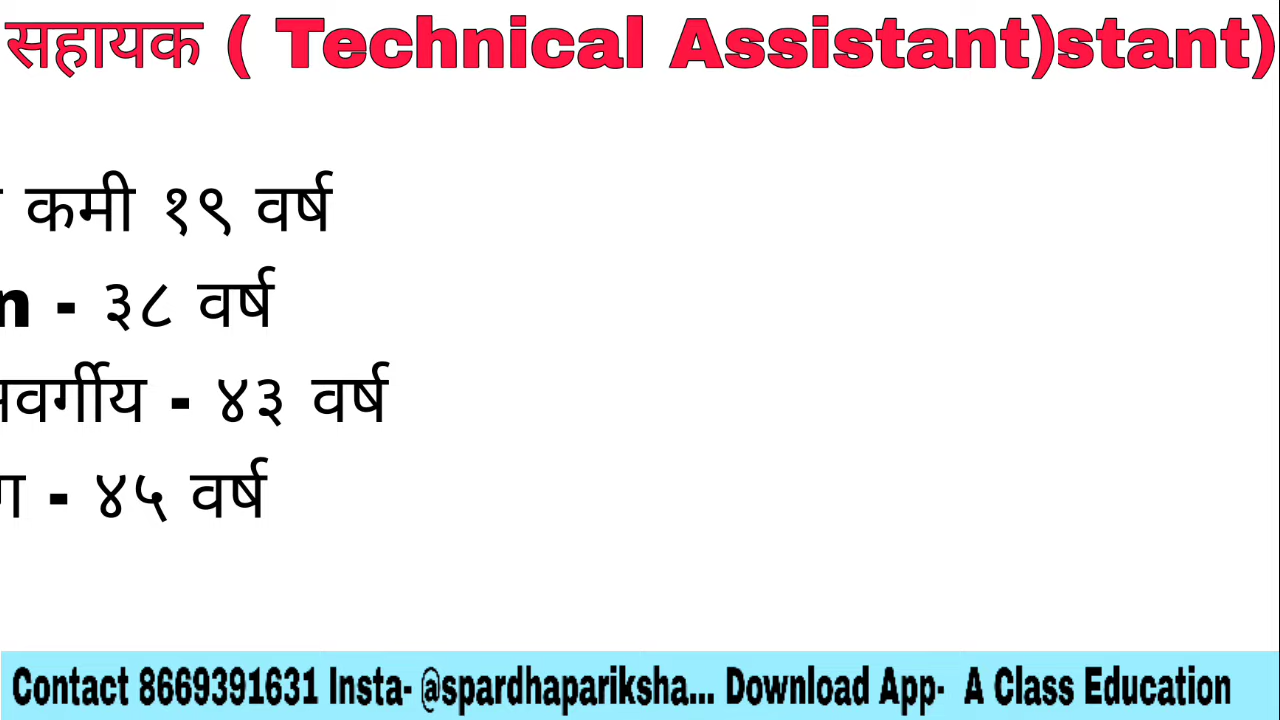 सहायक ( Technical Assistant)stant)
कमी १९ वर्ष
- ३८ वर्ष
- ४३ वर्ष
- ४५ वर्ष
Contact 8669391631 Insta- @spardhapariksha... Download App- A Class Education